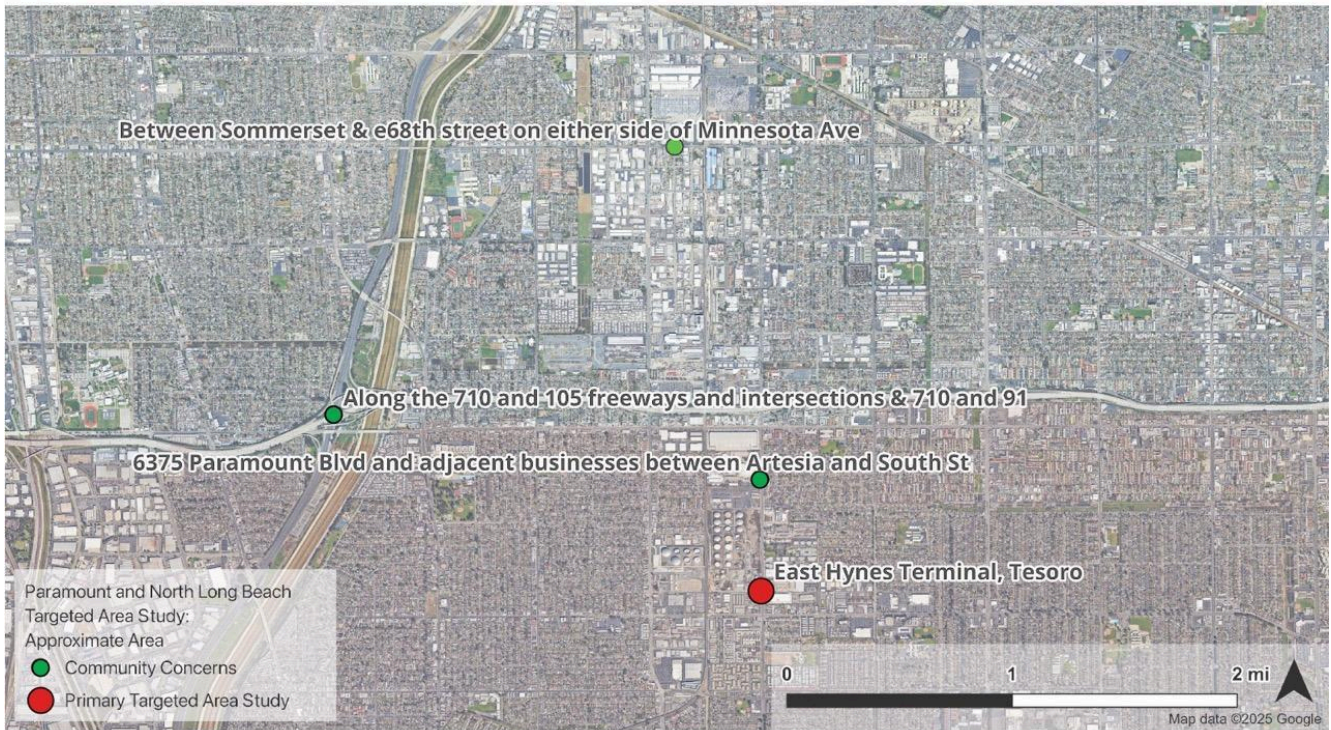 Between Sommerset & e68th street on either side of Minnesota Ave
Along the 710 and 105 freeways and intersections & 710 and 91
6375 Paramount Blvd and adjacent businesses between Artesia and South St
East Hynes Terminal, Tesoro
Paramount and North Long Beach
Targeted Area Study:
Approximate Area
Community Concerns
Primary Targeted Area Study
0 1 2 mi
Map data ©2025 Google